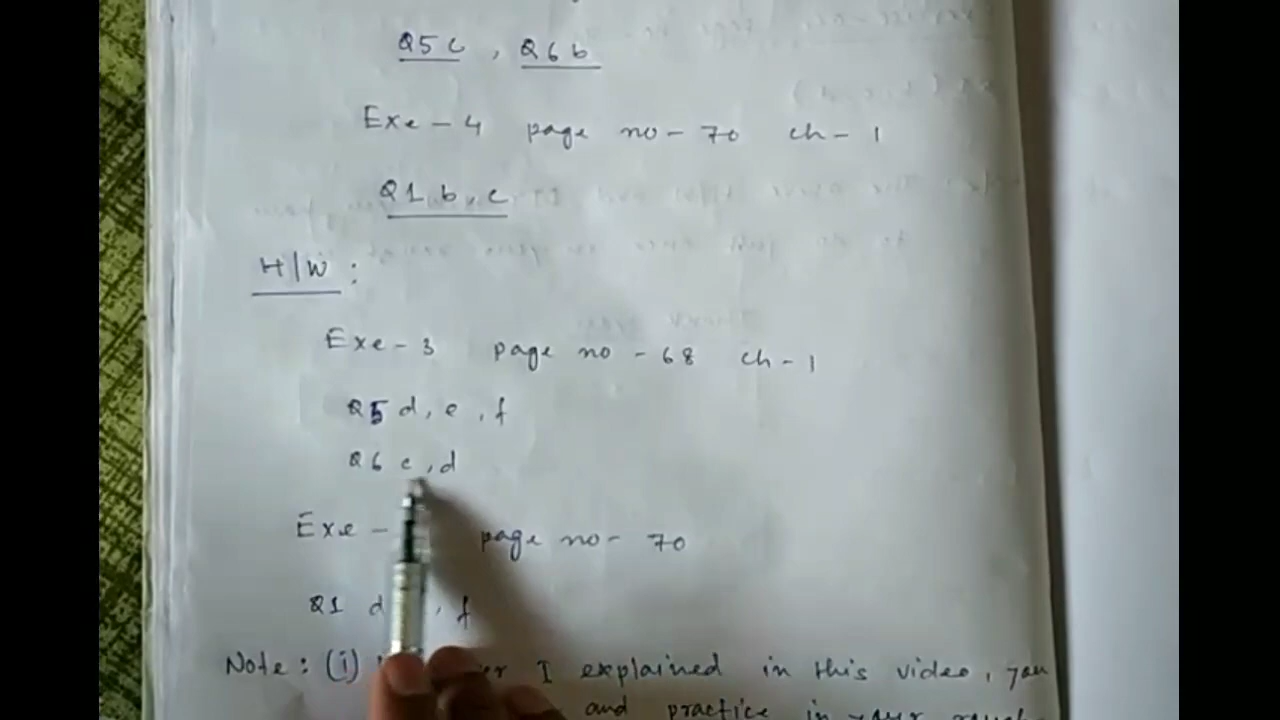 Q5 c , Q6 b
Exe - 4 page no - 70 ch - 1
Q1 b, c
H/W :
Exe - 3 page no - 68 ch - 1
Q5 d, e, f
Q6 c, d
Exe - page no - 70
Q1 d , f
Note : (i) I explained in this video, you
and practice in your